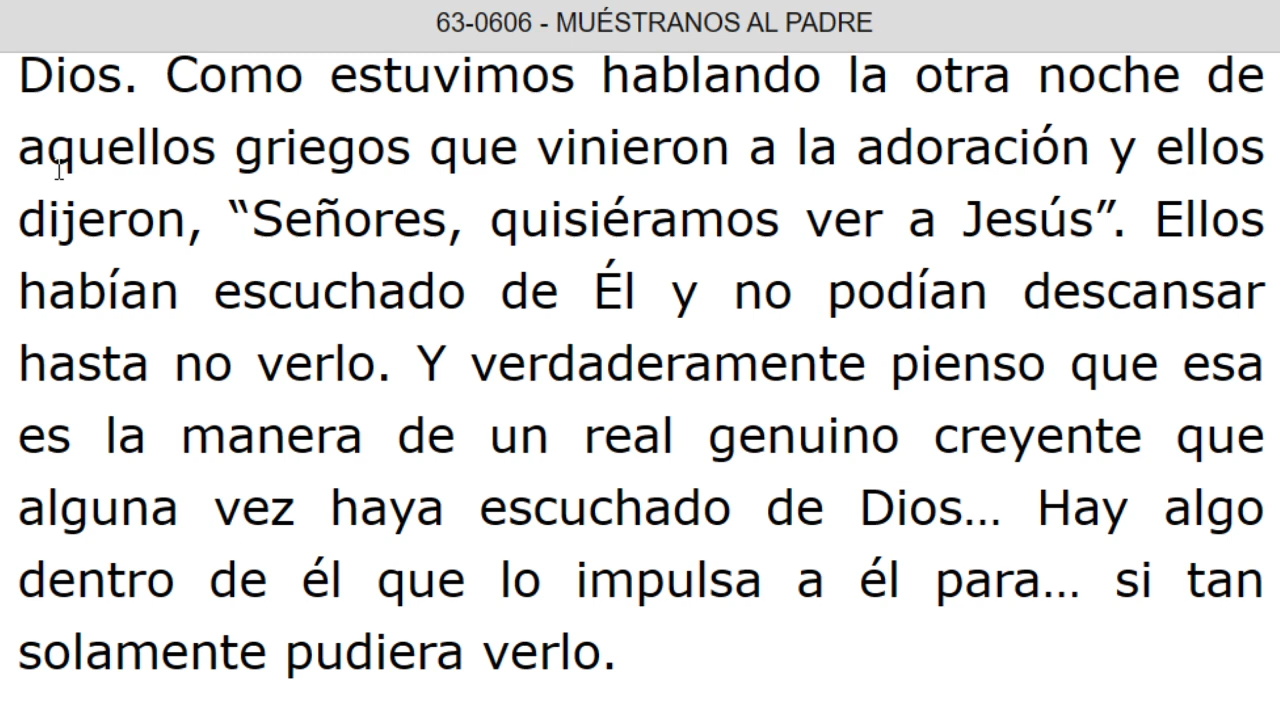 63-0606 - MUÉSTRANOS AL PADRE
Dios. Como estuvimos hablando la otra noche de
aquellos griegos que vinieron a la adoración y ellos
dijeron, “Señores, quisiéramos ver a Jesús”. Ellos
habían escuchado de Él y no podían descansar
hasta no verlo. Y verdaderamente pienso que esa
es la manera de un real genuino creyente que
alguna vez haya escuchado de Dios... Hay algo
dentro de él que lo impulsa a él para... si tan
solamente pudiera verlo.